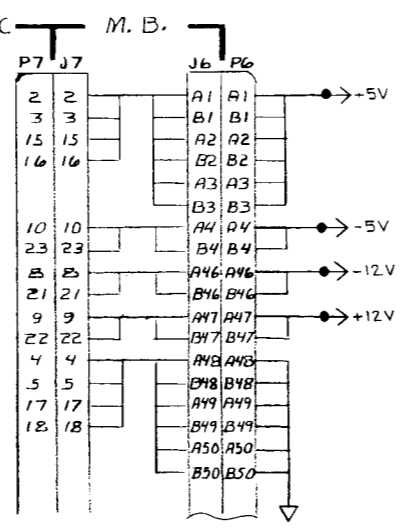 C M. B.
P7 J7 J6 P6
2 2 A1 A1 +5V
3 3 B1 B1
15 15 A2 A2
16 16 B2 B2
A3 A3
B3 B3
10 10 A4 A4 -5V
23 23 B4 B4
8 8 A46 A46 -12V
21 21 B46 B46
9 9 A47 A47 +12V
22 22 B47 B47
4 4 A48 A48
5 5 B48 B48
17 17 A49 A49
18 18 B49 B49
A50 A50
B50 B50